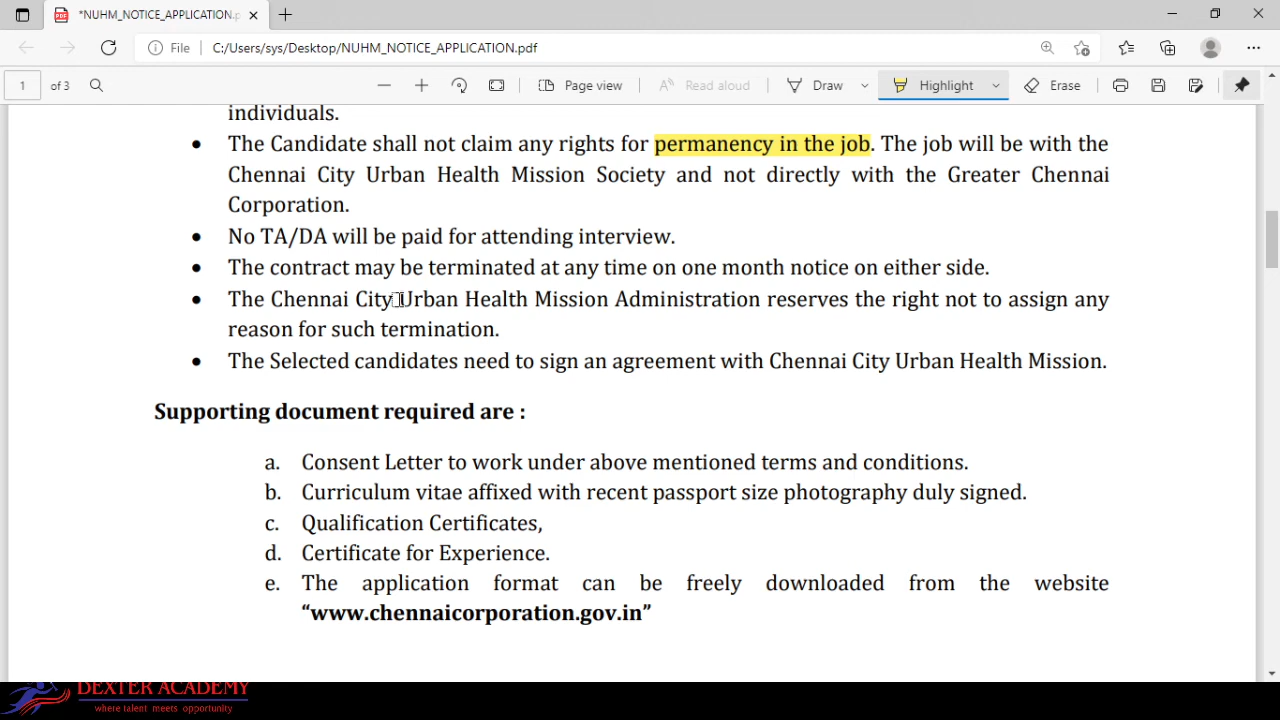 *NUHM_NOTICE_APPLICATION.p
File
C:/Users/sys/Desktop/NUHM_NOTICE_APPLICATION.pdf
1 of 3
Page view
Read aloud
Draw
Highlight
Erase
individuals.
• The Candidate shall not claim any rights for permanency in the job. The job will be with the
Chennai City Urban Health Mission Society and not directly with the Greater Chennai
Corporation.
• No TA/DA will be paid for attending interview.
• The contract may be terminated at any time on one month notice on either side.
• The Chennai City Urban Health Mission Administration reserves the right not to assign any
reason for such termination.
• The Selected candidates need to sign an agreement with Chennai City Urban Health Mission.
Supporting document required are :
a. Consent Letter to work under above mentioned terms and conditions.
b. Curriculum vitae affixed with recent passport size photography duly signed.
c. Qualification Certificates,
d. Certificate for Experience.
e. The application format can be freely downloaded from the website
“www.chennaicorporation.gov.in”
DEXTER ACADEMY
where talent meets opportunity